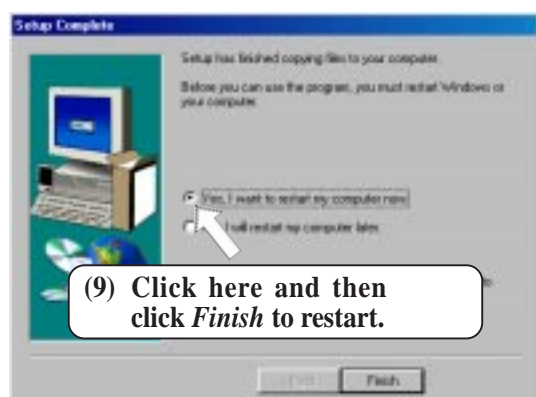 Setup Complete
Setup has finished copying files to your computer.
Before you can use the program, you must restart Windows or
your computer.
Yes, I want to restart my computer now.
I will restart my computer later.
to
(9) Click here and then
click Finish to restart.
Finish